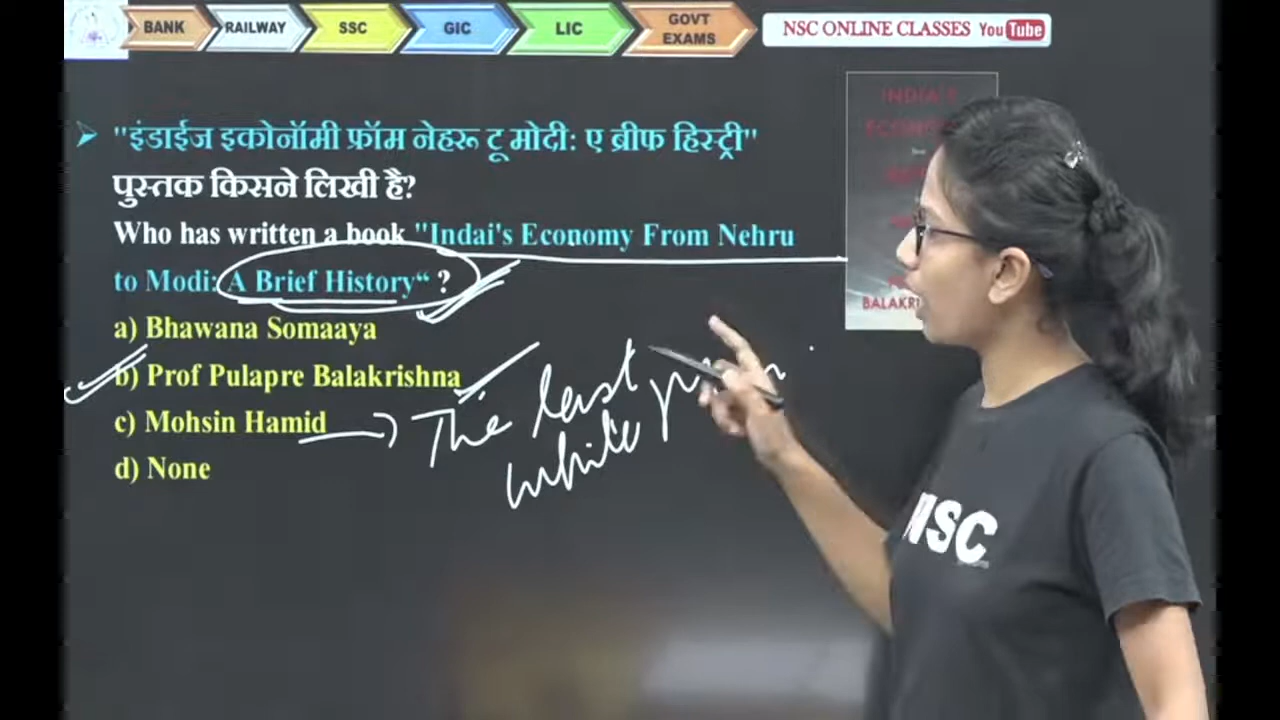 BANK RAILWAY SSC GIC LIC GOVT EXAMS NSC ONLINE CLASSES YouTube
"इंडाईज इकोनॉमी फ्रॉम नेहरू टू मोदी: ए ब्रीफ हिस्ट्री"
पुस्तक किसने लिखी है?
Who has written a book "Indai's Economy From Nehru
to Modi: A Brief History“ ?
a) Bhawana Somaaya
b) Prof Pulapre Balakrishna
c) Mohsin Hamid
d) None
The last
white
INDIA'S
NSC